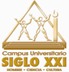 Campus Universitario
SIGLO XXI
HOMBRE • CIENCIA • CULTURA